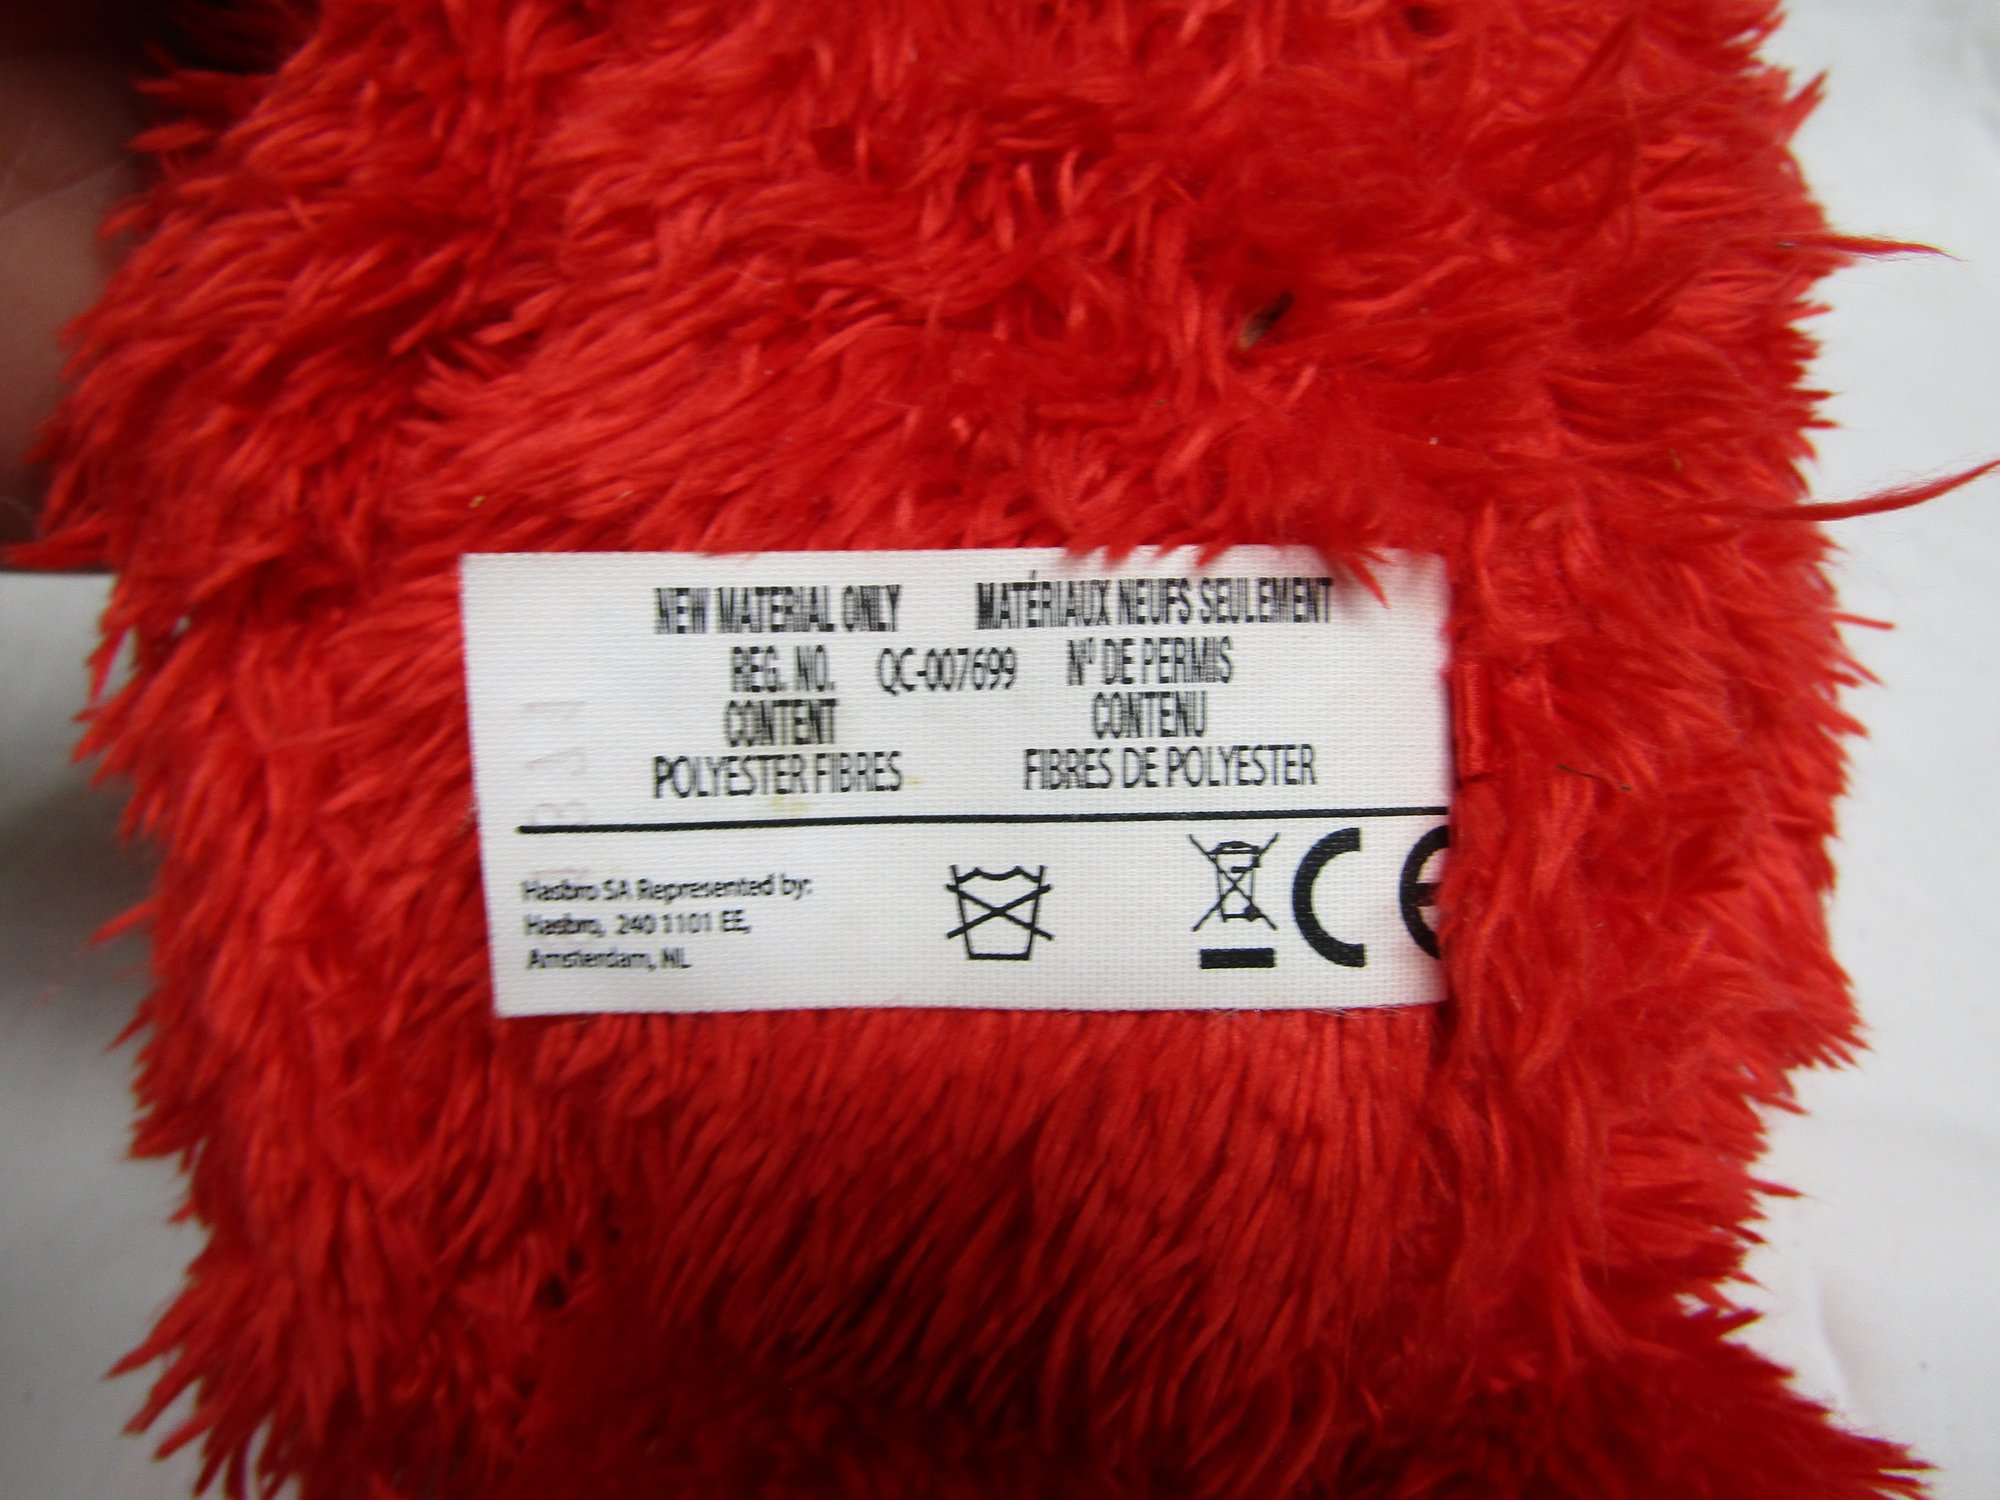 NEW MATERIAL ONLY MATÉRIAUX NEUFS SEULEMENT
REG. NO. QC-007699 Nº DE PERMIS
CONTENT CONTENU
POLYESTER FIBRES FIBRES DE POLYESTER
Hasbro SA Represented by:
Hasbro, 240 1101 EE,
Amsterdam, NL
CE